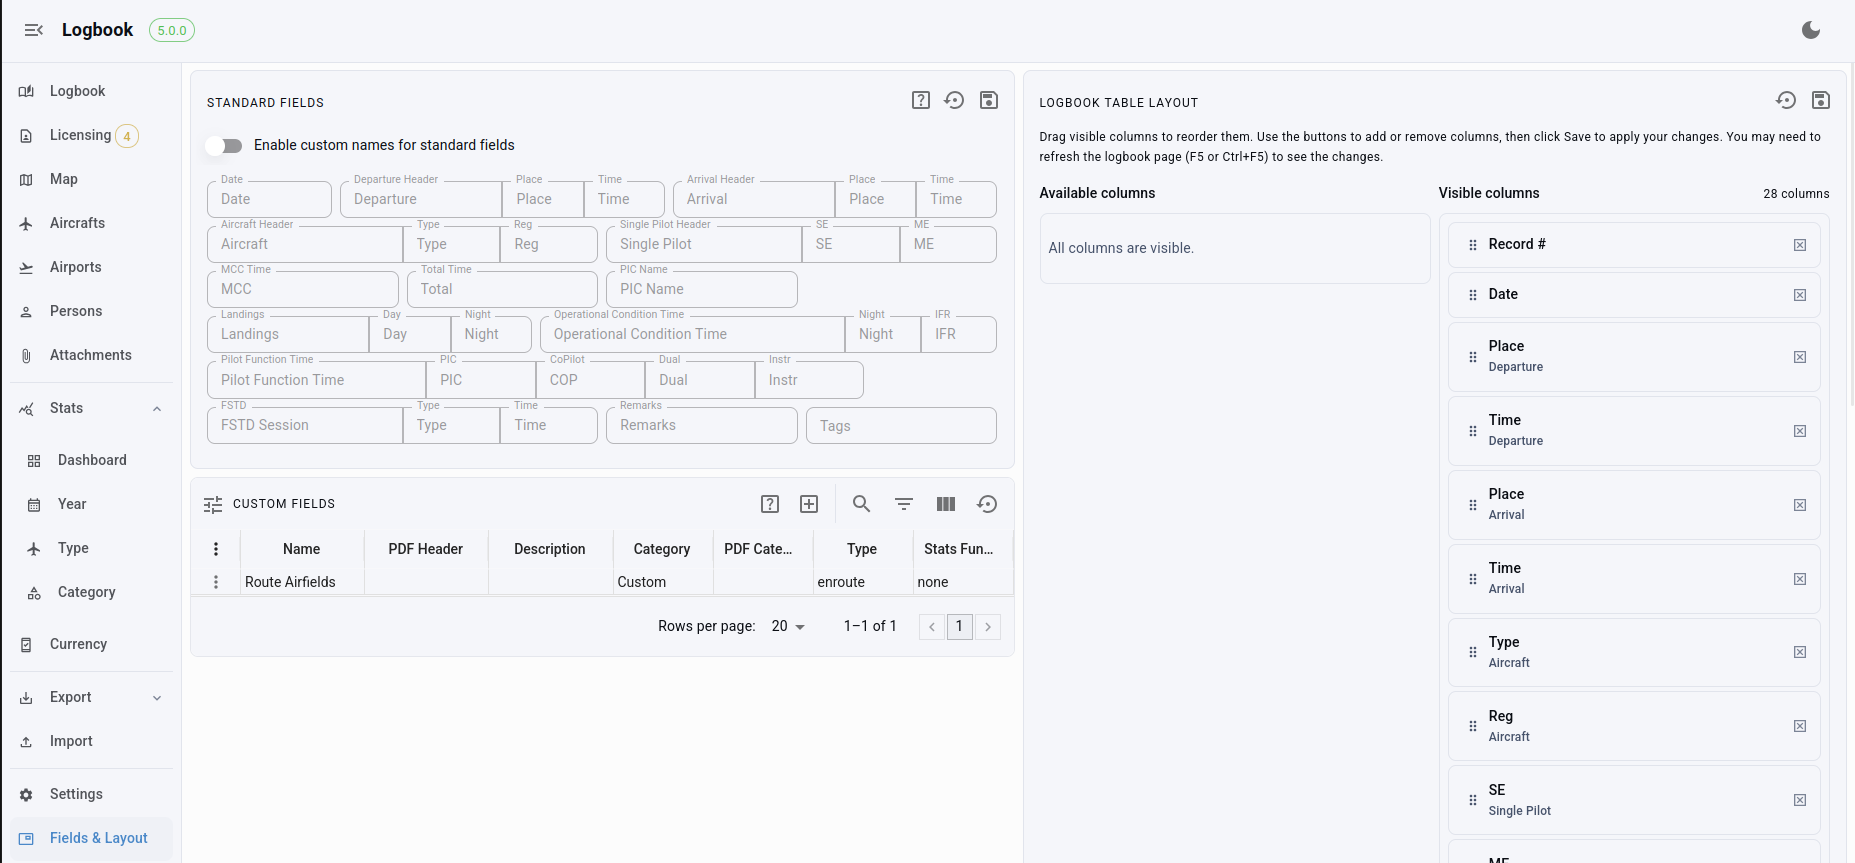 Logbook
5.0.0
Logbook
Licensing 4
Map
Aircrafts
Airports
Persons
Attachments
Stats
Dashboard
Year
Type
Category
Currency
Export
Import
Settings
Fields & Layout
STANDARD FIELDS
Enable custom names for standard fields
Date Departure Header Place Time Arrival Header Place Time
Date Departure Place Time Arrival Place Time
Aircraft Header Type Reg Single Pilot Header SE ME
Aircraft Type Reg Single Pilot SE ME
MCC Time Total Time PIC Name
MCC Total PIC Name
Landings Day Night Operational Condition Time Night IFR
Landings Day Night Operational Condition Time Night IFR
Pilot Function Time PIC CoPilot Dual Instr
Pilot Function Time PIC COP Dual Instr
FSTD Type Time Remarks
FSTD Session Type Time Remarks Tags
CUSTOM FIELDS
Name PDF Header Description Category PDF Cate... Type Stats Fun...
Route Airfields Custom enroute none
Rows per page: 20 1–1 of 1 1
LOGBOOK TABLE LAYOUT
Drag visible columns to reorder them. Use the buttons to add or remove columns, then click Save to apply your changes. You may need to
refresh the logbook page (F5 or Ctrl+F5) to see the changes.
Available columns
All columns are visible.
Visible columns 28 columns
Record #
Date
Place
Departure
Time
Departure
Place
Arrival
Time
Arrival
Type
Aircraft
Reg
Aircraft
SE
Single Pilot
ME